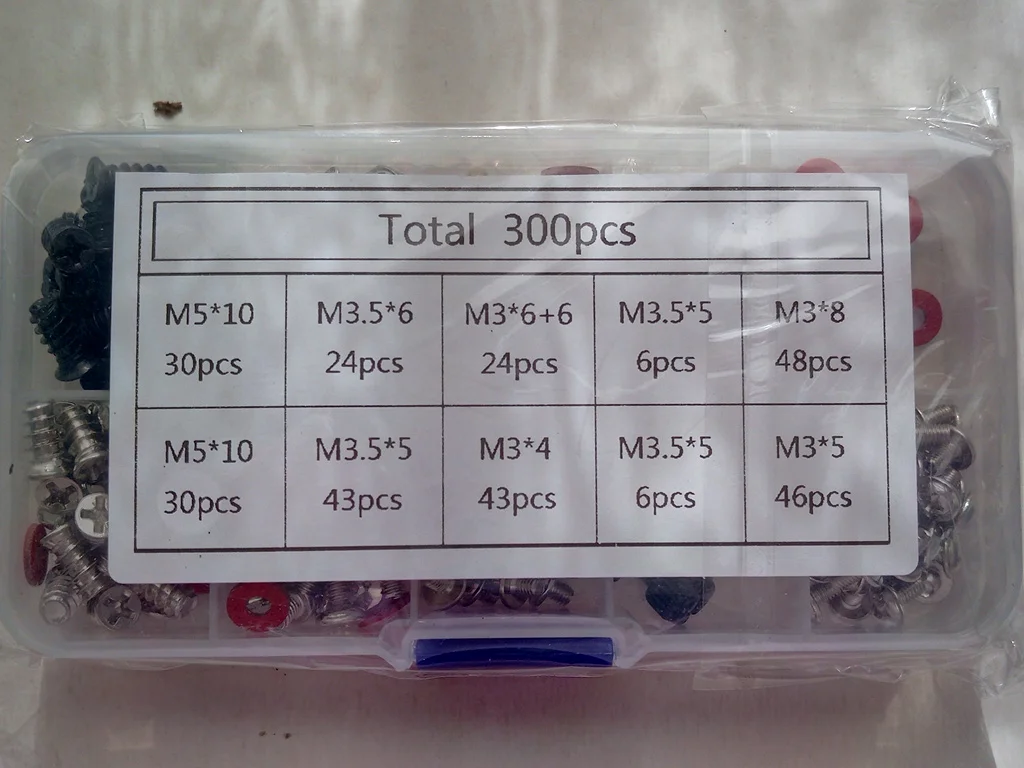 Total 300pcs
M5*10 M3.5*6 M3*6+6 M3.5*5 M3*8
30pcs 24pcs 24pcs 6pcs 48pcs
M5*10 M3.5*5 M3*4 M3.5*5 M3*5
30pcs 43pcs 43pcs 6pcs 46pcs